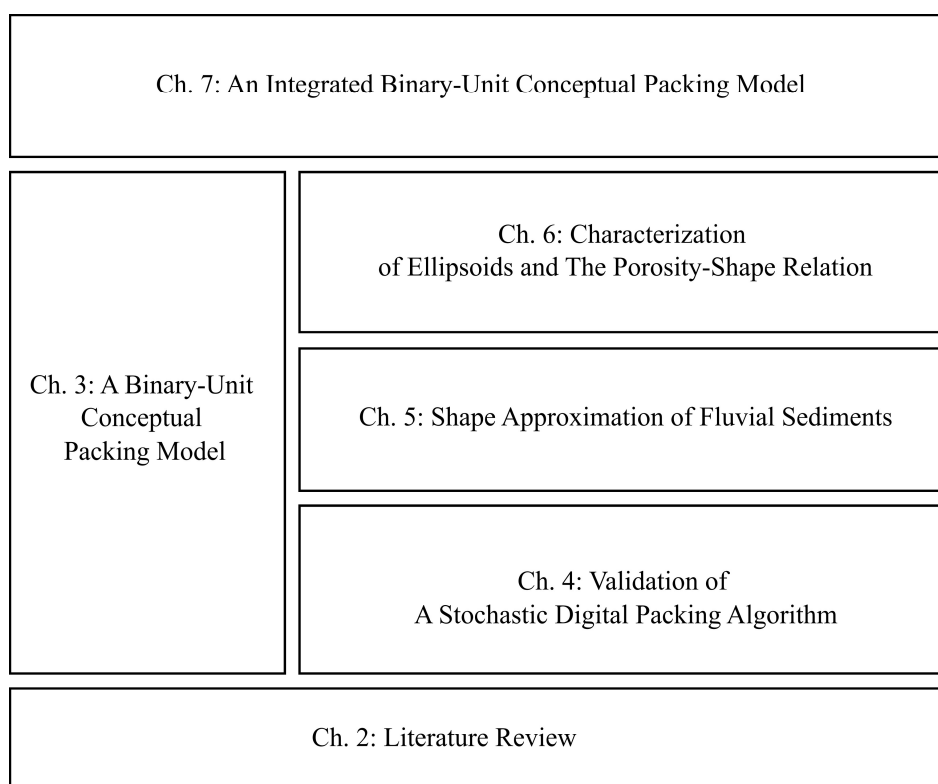 Ch. 7: An Integrated Binary-Unit Conceptual Packing Model
Ch. 6: Characterization
of Ellipsoids and The Porosity-Shape Relation
Ch. 3: A Binary-Unit
Conceptual
Packing Model
Ch. 5: Shape Approximation of Fluvial Sediments
Ch. 4: Validation of
A Stochastic Digital Packing Algorithm
Ch. 2: Literature Review